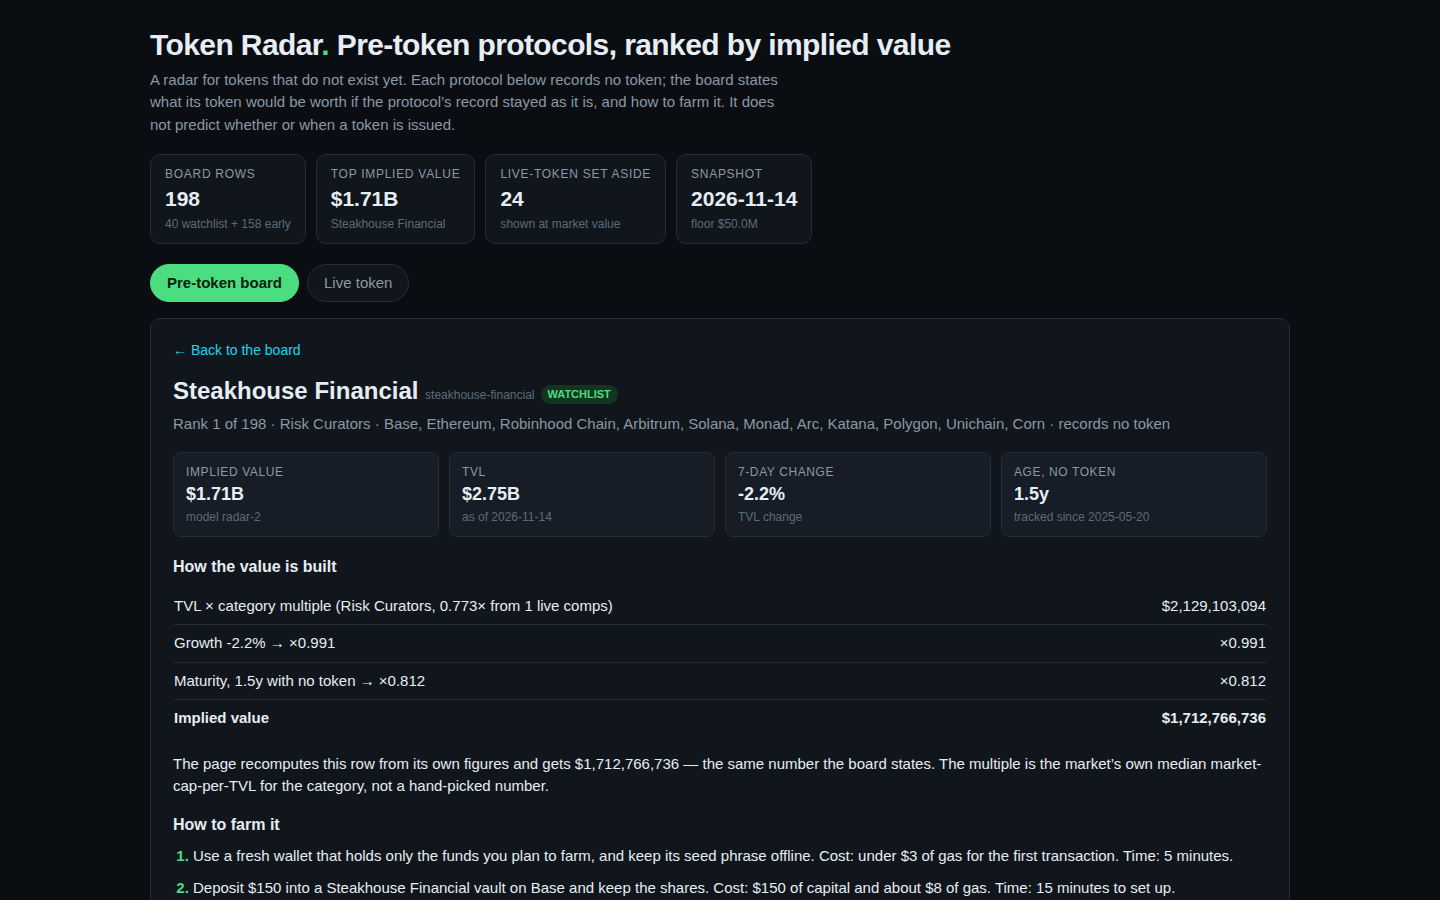 Token Radar. Pre-token protocols, ranked by implied value
A radar for tokens that do not exist yet. Each protocol below records no token; the board states
what its token would be worth if the protocol's record stayed as it is, and how to farm it. It does
not predict whether or when a token is issued.
BOARD ROWS
198
40 watchlist + 158 early
TOP IMPLIED VALUE
$1.71B
Steakhouse Financial
LIVE-TOKEN SET ASIDE
24
shown at market value
SNAPSHOT
2026-11-14
floor $50.0M
Pre-token board
Live token
← Back to the board
Steakhouse Financial steakhouse-financial WATCHLIST
Rank 1 of 198 · Risk Curators · Base, Ethereum, Robinhood Chain, Arbitrum, Solana, Monad, Arc, Katana, Polygon, Unichain, Corn · records no token
IMPLIED VALUE
$1.71B
model radar-2
TVL
$2.75B
as of 2026-11-14
7-DAY CHANGE
-2.2%
TVL change
AGE, NO TOKEN
1.5y
tracked since 2025-05-20
How the value is built
TVL × category multiple (Risk Curators, 0.773× from 1 live comps) $2,129,103,094
Growth -2.2% → ×0.991 ×0.991
Maturity, 1.5y with no token → ×0.812 ×0.812
Implied value $1,712,766,736
The page recomputes this row from its own figures and gets $1,712,766,736 — the same number the board states. The multiple is the market's own median market-
cap-per-TVL for the category, not a hand-picked number.
How to farm it
1. Use a fresh wallet that holds only the funds you plan to farm, and keep its seed phrase offline. Cost: under $3 of gas for the first transaction. Time: 5 minutes.
2. Deposit $150 into a Steakhouse Financial vault on Base and keep the shares. Cost: $150 of capital and about $8 of gas. Time: 15 minutes to set up.